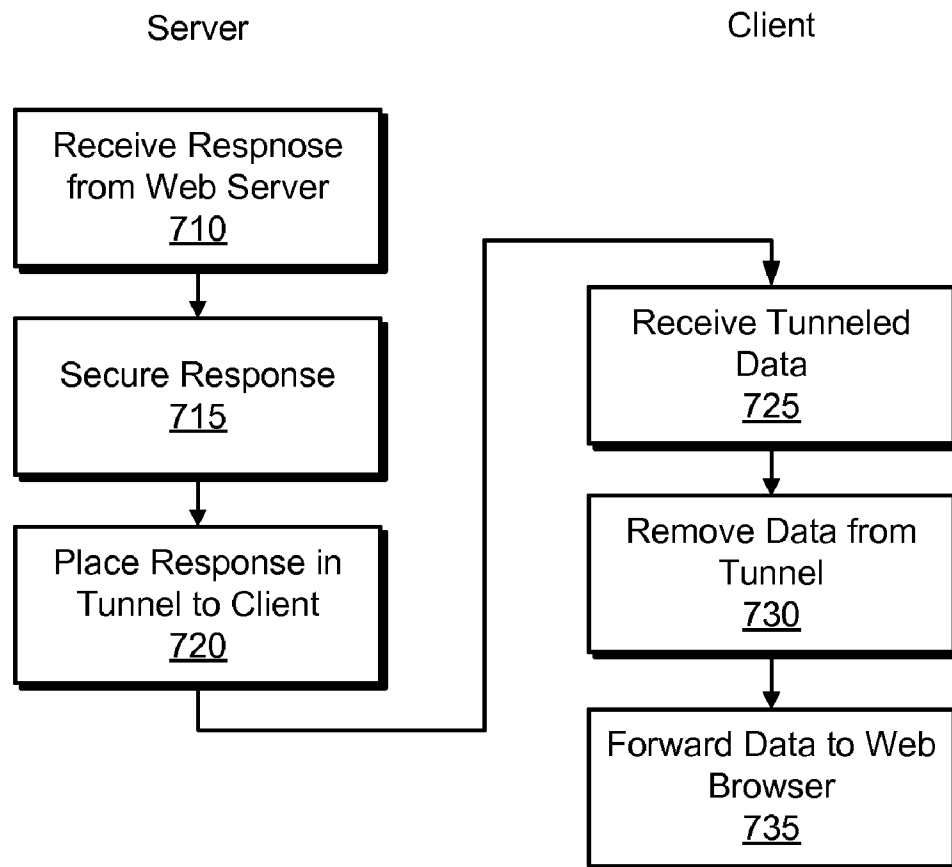 Server
Client
Receive Respnose
from Web Server
710
Secure Response
715
Place Response in
Tunnel to Client
720
Receive Tunneled
Data
725
Remove Data from
Tunnel
730
Forward Data to Web
Browser
735